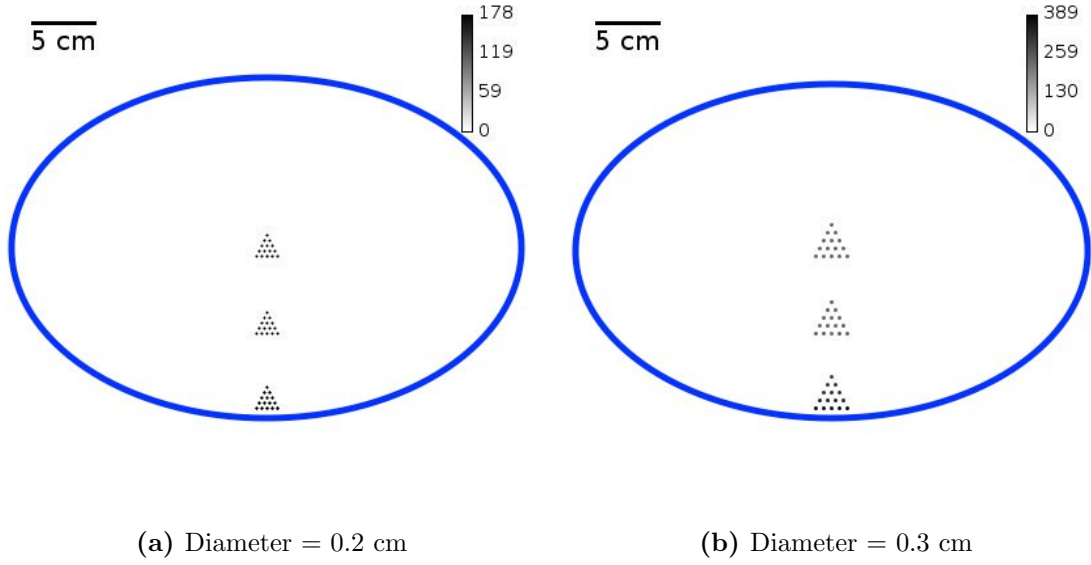 5 cm
178
119
59
0
5 cm
389
259
130
0
(a) Diameter = 0.2 cm
(b) Diameter = 0.3 cm